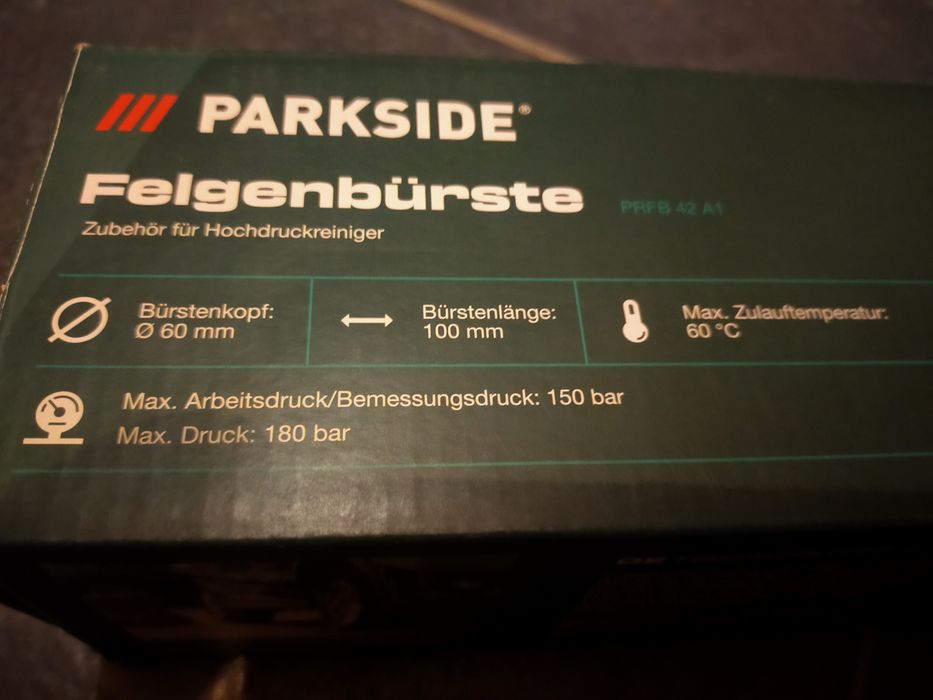 PARKSIDE®
Felgenbürste PRFB 42 A1
Zubehör für Hochdruckreiniger
Bürstenkopf:
Ø 60 mm
Bürstenlänge:
100 mm
Max. Zulauftemperatur:
60 °C
Max. Arbeitsdruck/Bemessungsdruck: 150 bar
Max. Druck: 180 bar